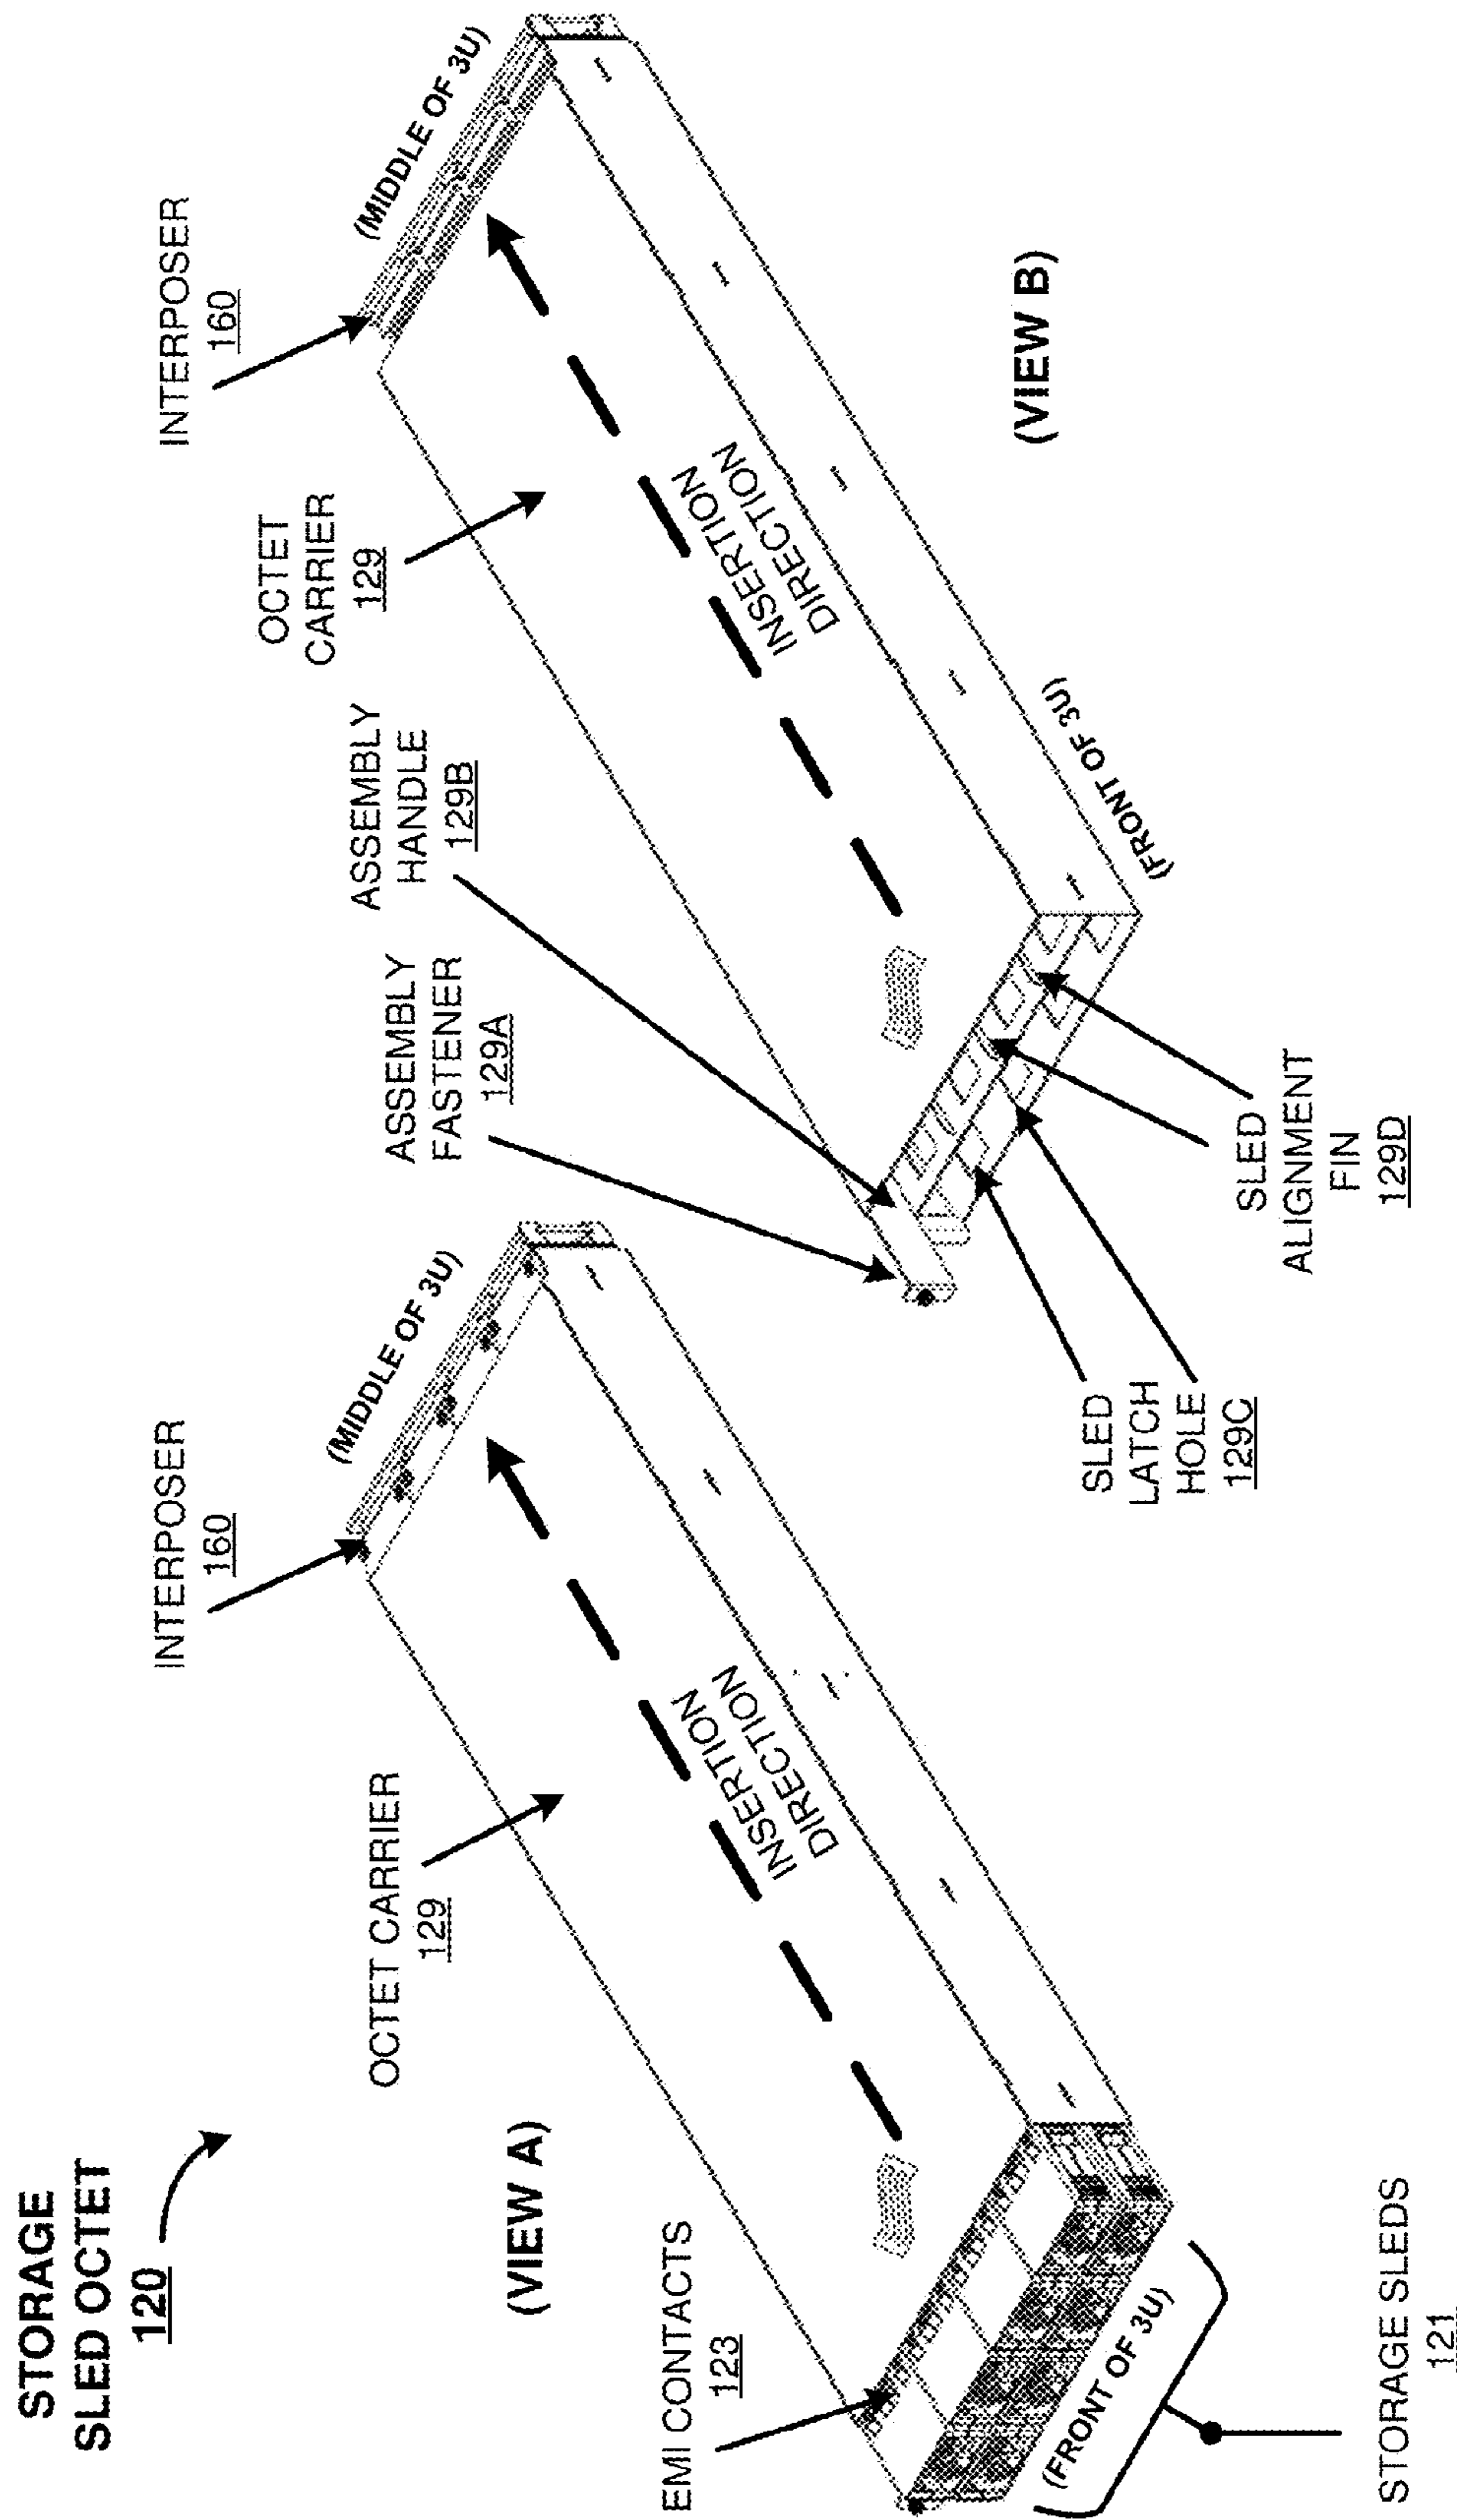 STORAGE
SLED OCTET
120
(VIEW A)
INTERPOSER
160
(MIDDLE OF 3U)
OCTET CARRIER
129
INSERTION
DIRECTION
EMI CONTACTS
123
(FRONT OF 3U)
STORAGE SLEDS
121
INTERPOSER
160
(MIDDLE OF 3U)
OCTET
CARRIER
129
ASSEMBLY
HANDLE
129B
ASSEMBLY
FASTENER
129A
INSERTION
DIRECTION
(VIEW B)
(FRONT OF 3U)
SLED
LATCH
HOLE
129C
SLED
ALIGNMENT
FIN
129D